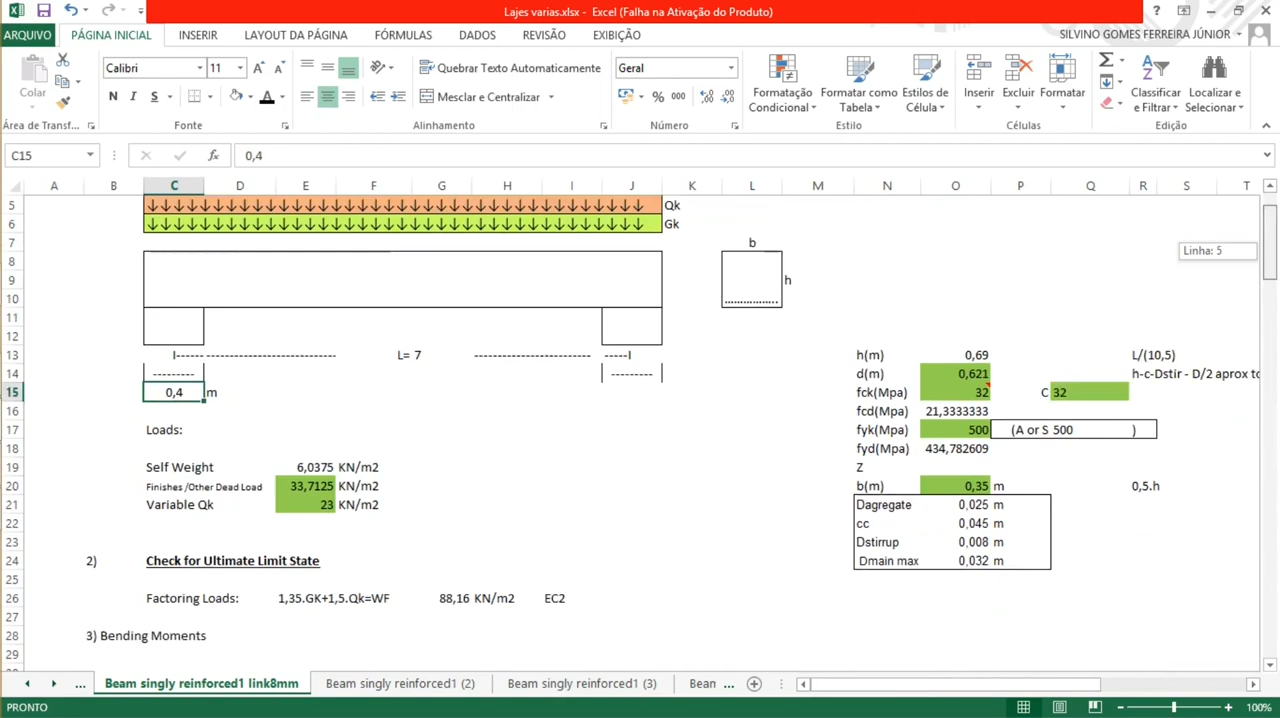 Lajes varias.xlsx - Excel (Falha na Ativação do Produto)
ARQUIVO PÁGINA INICIAL INSERIR LAYOUT DA PÁGINA FÓRMULAS DADOS REVISÃO EXIBIÇÃO SILVINO GOMES FERREIRA JÚNIOR
Colar
Calibri 11
N I S
Quebrar Texto Automaticamente
Mesclar e Centralizar
Geral
% 000
Formatação Condicional
Formatar como Tabela
Estilos de Célula
Inserir Excluir Formatar
Classificar e Filtrar
Localizar e Selecionar
Área de Transf... Fonte Alinhamento Número Estilo Células Edição
C15 fx 0,4
A B C D E F G H I J K L M N O P Q R S T
5 Qk
6 Gk
7 b
8
9 h
10
11
12
13 I------ ---------------------------- L= 7 ------------------------- -----I h(m) 0,69 L/(10,5)
14 --------- --------- d(m) 0,621 h-c-Dstir - D/2 aprox to
15 0,4 m fck(Mpa) 32 C 32
16 fcd(Mpa) 21,3333333
17 Loads: fyk(Mpa) 500 (A or S 500 )
18 fyd(Mpa) 434,782609
19 Self Weight 6,0375 KN/m2 Z
20 Finishes /Other Dead Load 33,7125 KN/m2 b(m) 0,35 m 0,5.h
21 Variable Qk 23 KN/m2 Dagregate 0,025 m
22 cc 0,045 m
23 Dstirrup 0,008 m
24 2) Check for Ultimate Limit State Dmain max 0,032 m
25
26 Factoring Loads: 1,35.GK+1,5.Qk=WF 88,16 KN/m2 EC2
27
28 3) Bending Moments
29
Linha: 5
... Beam singly reinforced1 link8mm Beam singly reinforced1 (2) Beam singly reinforced1 (3) Bean ...
PRONTO 100%